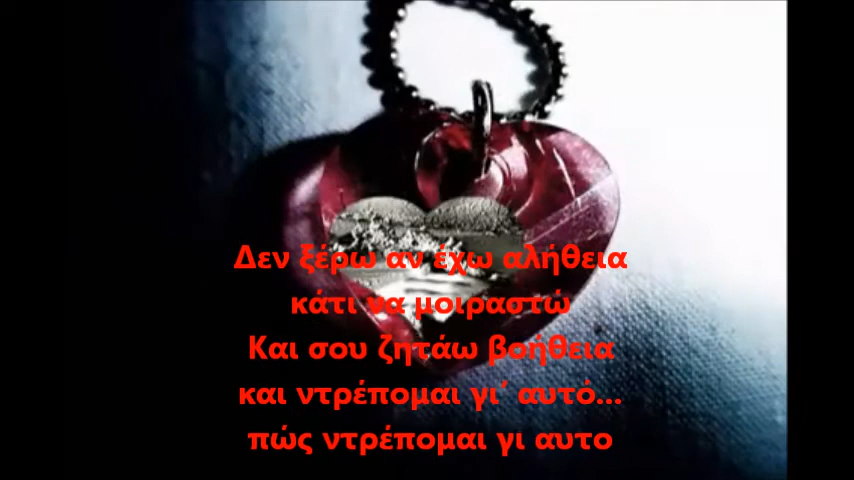 Δεν ξέρω αν έχω αλήθεια
κάτι να μοιραστώ
Και σου ζητάω βοήθεια
και ντρέπομαι γι΄ αυτό...
πώς ντρέπομαι γι αυτο